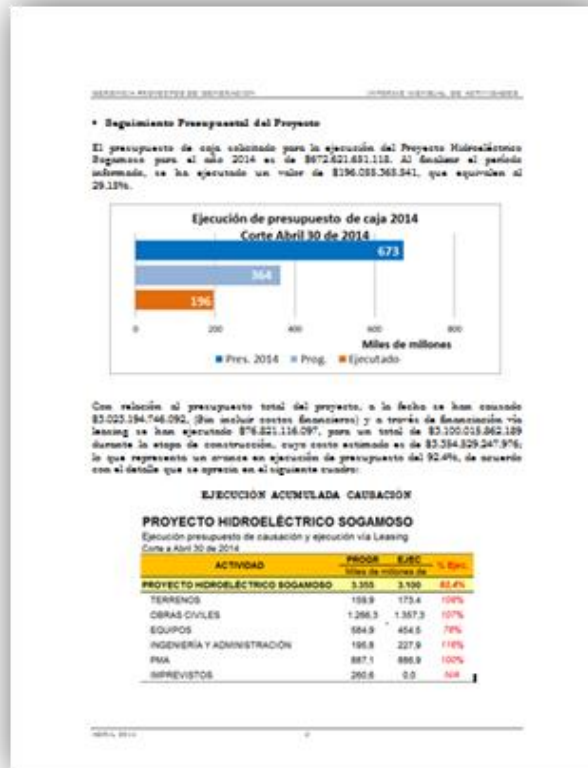 GERENCIA PROYECTOS DE GENERACIÓN INFORME MENSUAL DE ACTIVIDADES
• Seguimiento Presupuestal del Proyecto
El presupuesto de caja solicitado para la ejecución del Proyecto Hidroeléctrico
Sogamoso para el año 2014 es de $672.621.651.118. Al finalizar el período
informado, se ha ejecutado un valor de $196.055.565.541, que equivalen al
29.15%.
Ejecución de presupuesto de caja 2014
Corte Abril 30 de 2014
673
364
196
0 200 400 600 800
Miles de millones
Pres. 2014 Prog. Ejecutado
Con relación al presupuesto total del proyecto, a la fecha se han causado
$3.023.194.746.092, (Sin incluir costos financieros) y a través de financiación vía
leasing se han ejecutado $76.821.116.097, para un total de $3.100.015.862.189
durante la etapa de construcción, cuyo costo estimado es de $3.354.829.247.976;
lo que representa un avance en ejecución de presupuesto del 92.4%, de acuerdo
con el detalle que se aprecia en el siguiente cuadro:
EJECUCIÓN ACUMULADA CAUSACIÓN
PROYECTO HIDROELÉCTRICO SOGAMOSO
Ejecución presupuesto de causación y ejecución vía Leasing
Corte a Abril 30 de 2014
ACTIVIDAD PROGR EJEC % Ejec.
Miles de millones de
PROYECTO HIDROELÉCTRICO SOGAMOSO 3.355 3.100 92,4%
TERRENOS 159,9 173,4 108%
OBRAS CIVILES 1.266,3 1.357,3 107%
EQUIPOS 584,9 454,5 78%
INGENIERÍA Y ADMINISTRACIÓN 195,8 227,9 116%
PMA 887,1 886,9 100%
IMPREVISTOS 260,6 0,0 N/A
ABRIL 2014